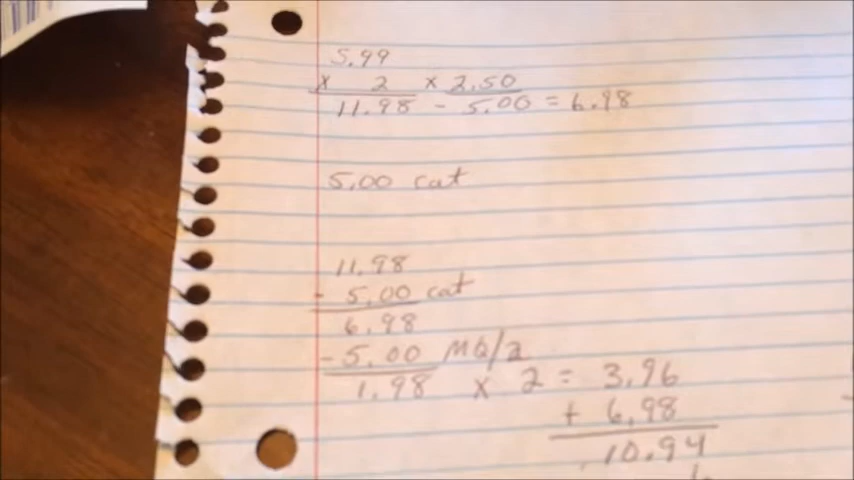 5.99
x 2 x 2.50
11.98 - 5.00 = 6.98
5.00 cat
11.98
- 5.00 cat
6.98
- 5.00 MQ/2
1.98 x 2 = 3.96
+ 6.98
10.94